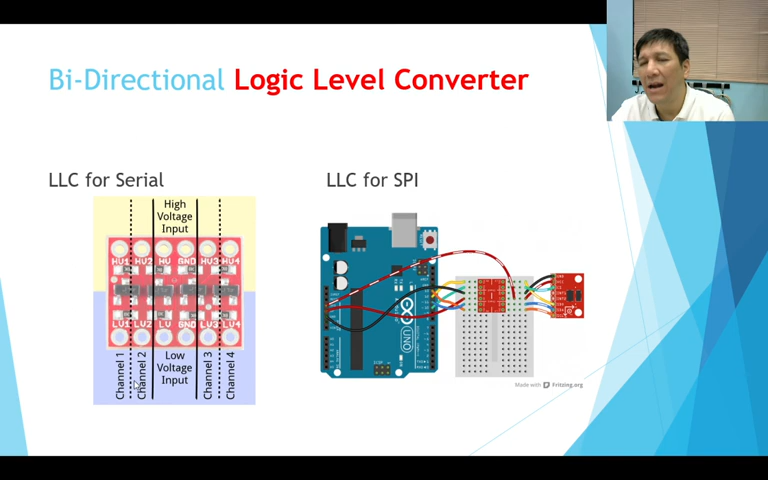 Bi-Directional Logic Level Converter
LLC for Serial
LLC for SPI
High
Voltage
Input
HV1 HV2 HV GND HV3 HV4
LV1 LV2 LV GND LV3 LV4
Channel 1
Channel 2
Low
Voltage
Input
Channel 3
Channel 4
UNO
Made with Fritzing.org